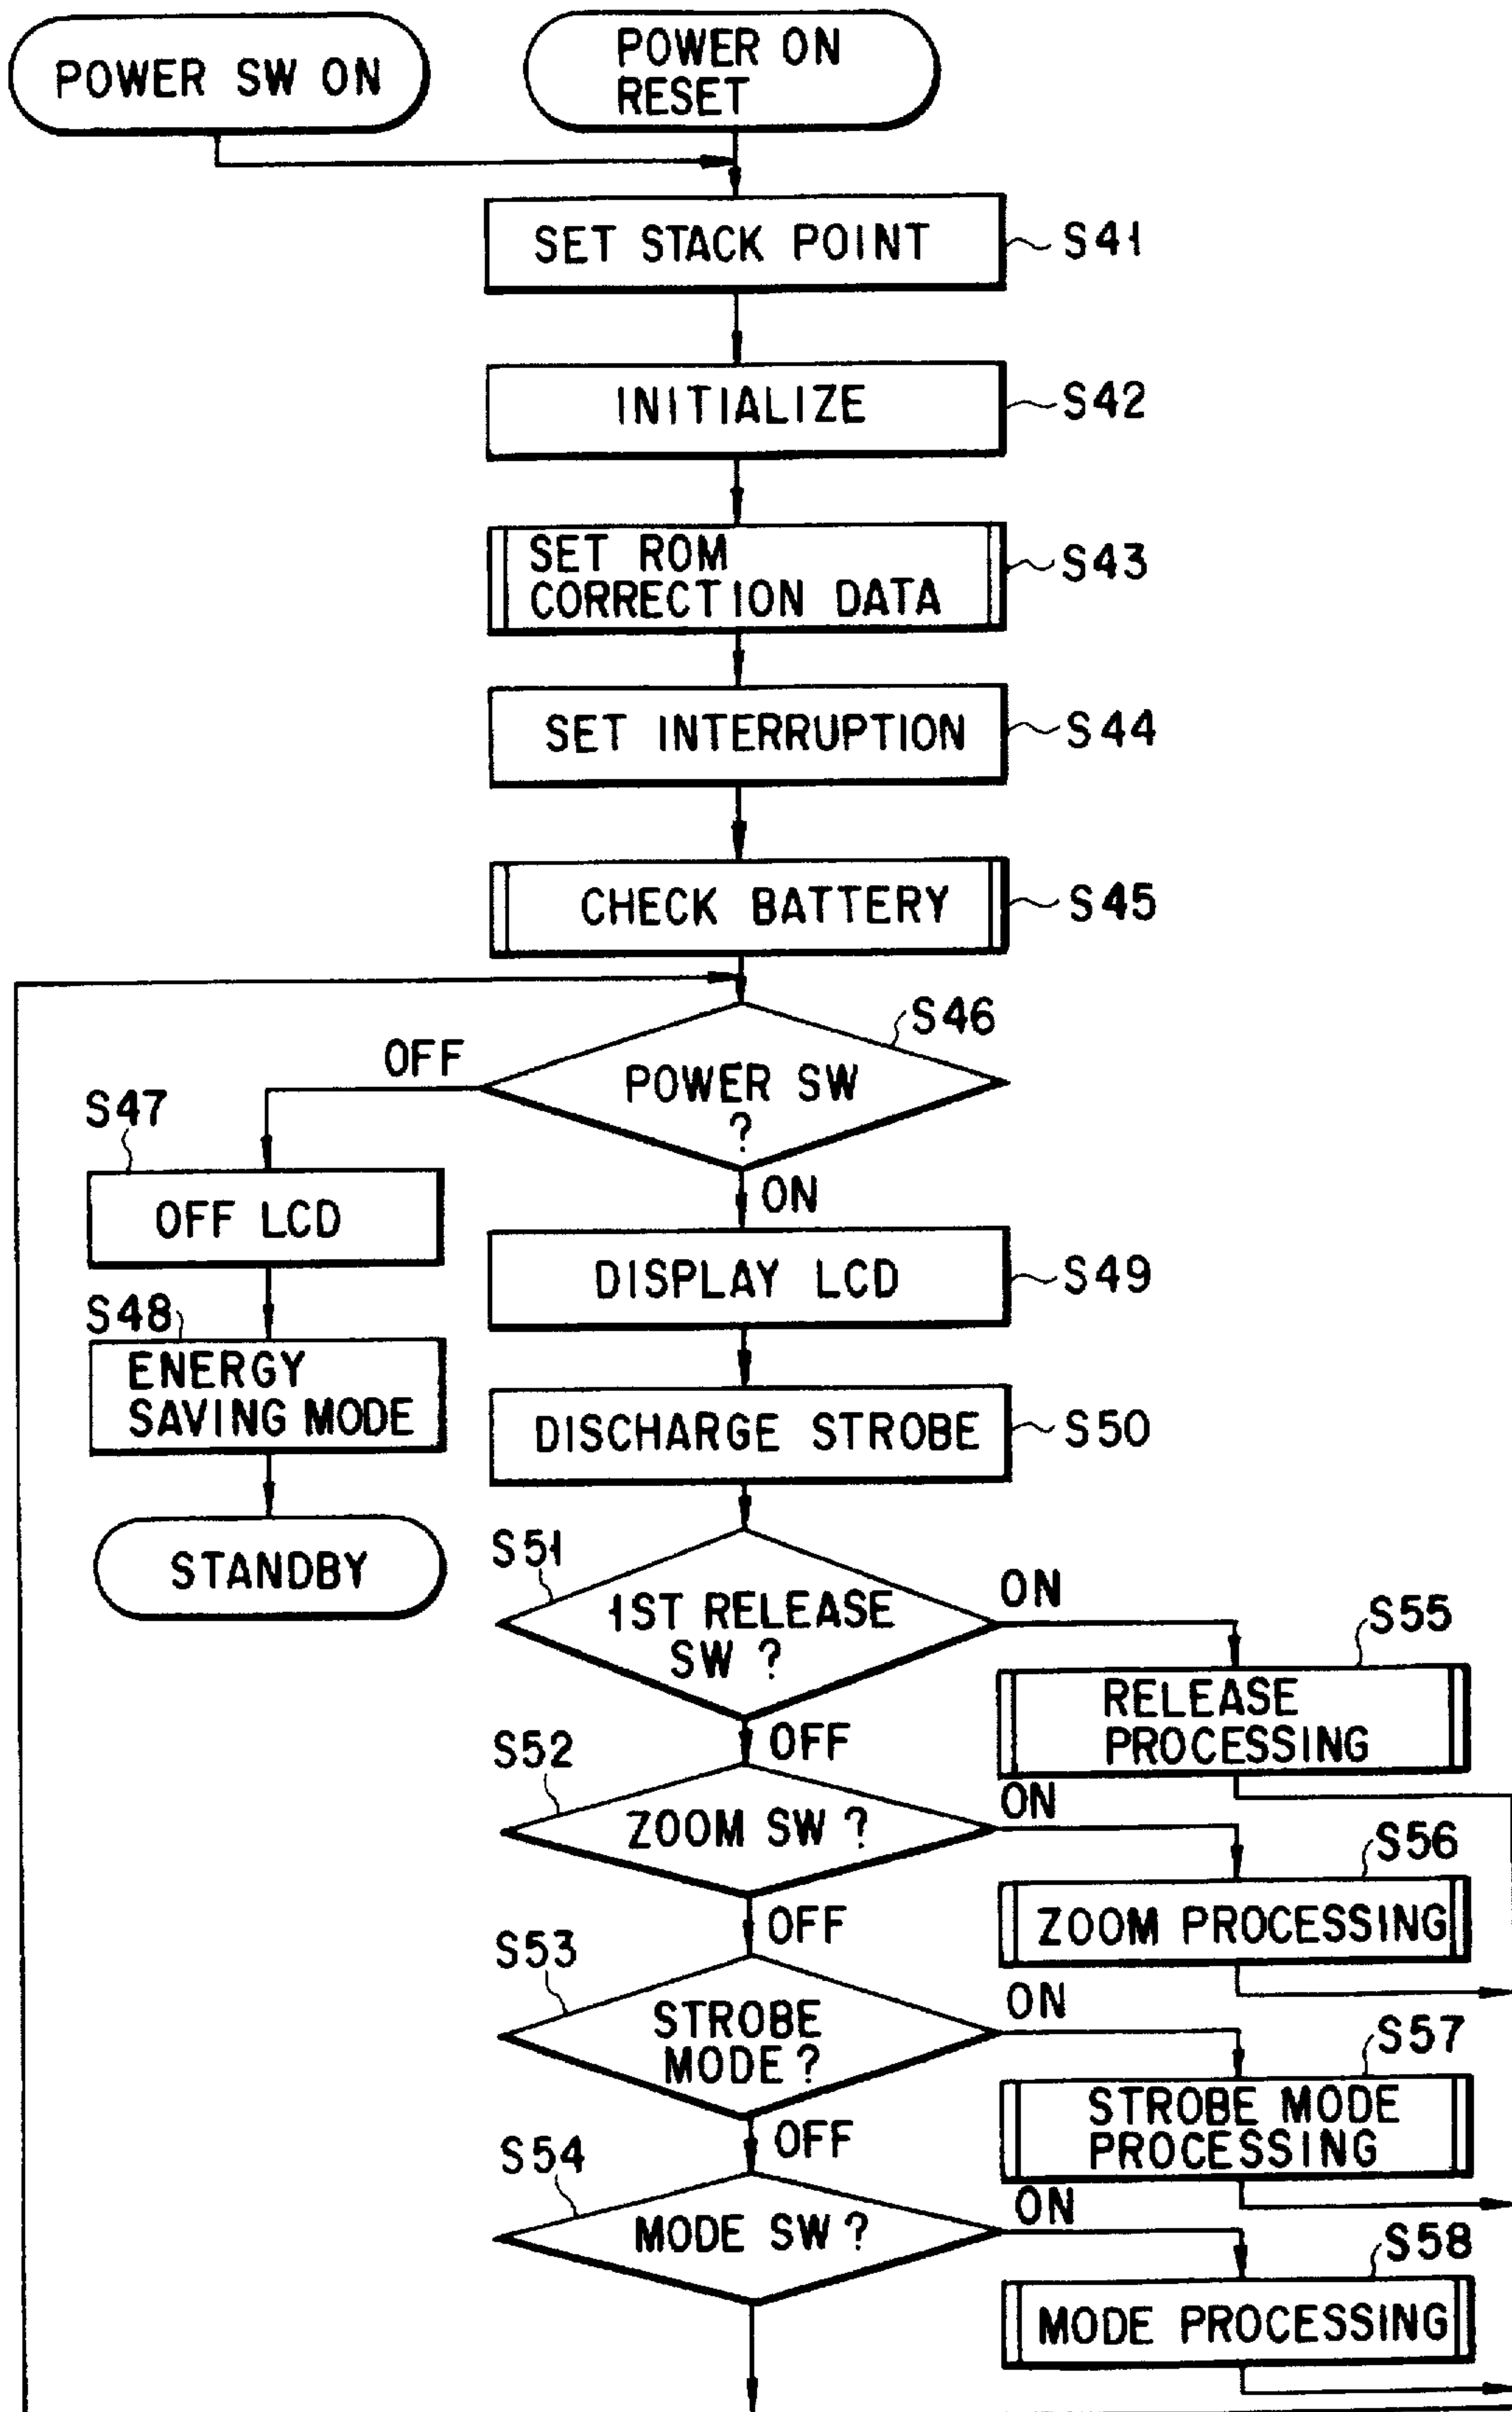 POWER SW ON
POWER ON
RESET
SET STACK POINT
S41
INITIALIZE
S42
SET ROM
CORRECTION DATA
S43
SET INTERRUPTION
S44
CHECK BATTERY
S45
S46
POWER SW
?
OFF
ON
S47
OFF LCD
S48
ENERGY
SAVING MODE
STANDBY
DISPLAY LCD
S49
DISCHARGE STROBE
S50
S51
1ST RELEASE
SW ?
ON
OFF
S55
RELEASE
PROCESSING
S52
ZOOM SW ?
ON
OFF
S56
ZOOM PROCESSING
S53
STROBE
MODE ?
ON
OFF
S57
STROBE MODE
PROCESSING
S54
MODE SW ?
ON
S58
MODE PROCESSING